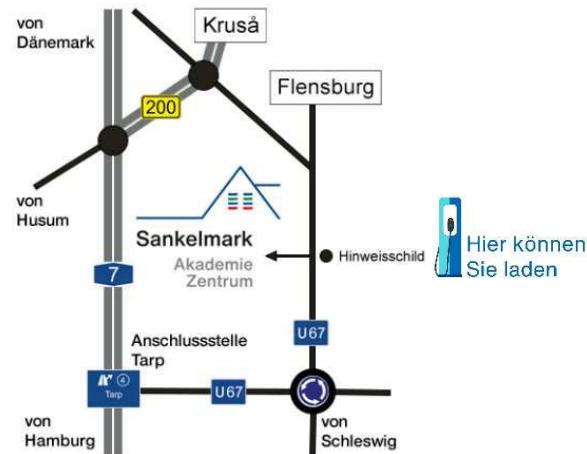 von
Dänemark
Kruså
Flensburg
200
von
Husum
Sankelmark
Akademie
Zentrum
Hinweisschild
Hier können
Sie laden
7
U67
Anschlussstelle
Tarp
4
Tarp
U67
von
Hamburg
von
Schleswig